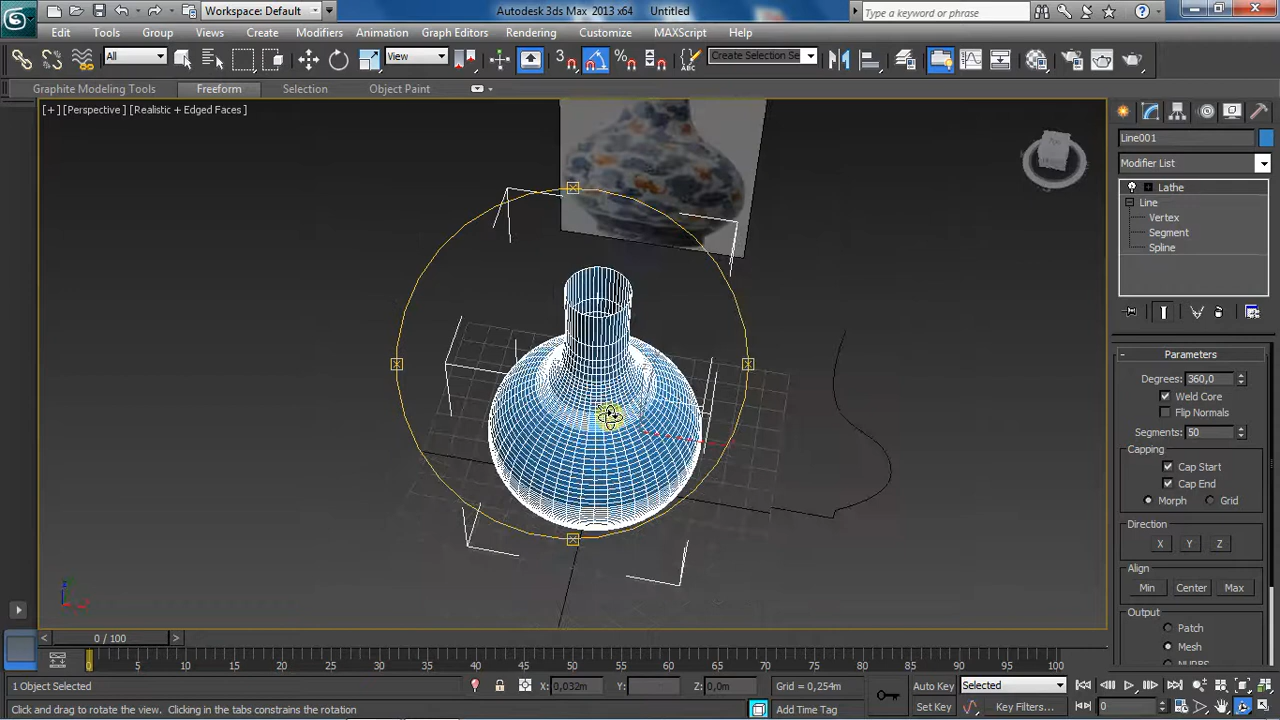 Workspace: Default
Autodesk 3ds Max 2013 x64 Untitled
Type a keyword or phrase
Edit Tools Group Views Create Modifiers Animation Graph Editors Rendering Customize MAXScript Help
All View 3 Create Selection Se
Graphite Modeling Tools Freeform Selection Object Paint
[+] [Perspective] [Realistic + Edged Faces]
Line001
Modifier List
Lathe
Line
Vertex
Segment
Spline
Parameters
Degrees: 360,0
Weld Core
Flip Normals
Segments: 50
Capping
Cap Start
Cap End
Morph Grid
Direction
X Y Z
Align
Min Center Max
Output
Patch
Mesh
NURBS
0 / 100
0 5 10 15 20 25 30 35 40 45 50 55 60 65 70 75 80 85 90 95 100
1 Object Selected X: 0,032m Y: Z: 0,0m Grid = 0,254m Auto Key Selected
Click and drag to rotate the view. Clicking in the tabs constrains the rotation Add Time Tag Set Key Key Filters... 0